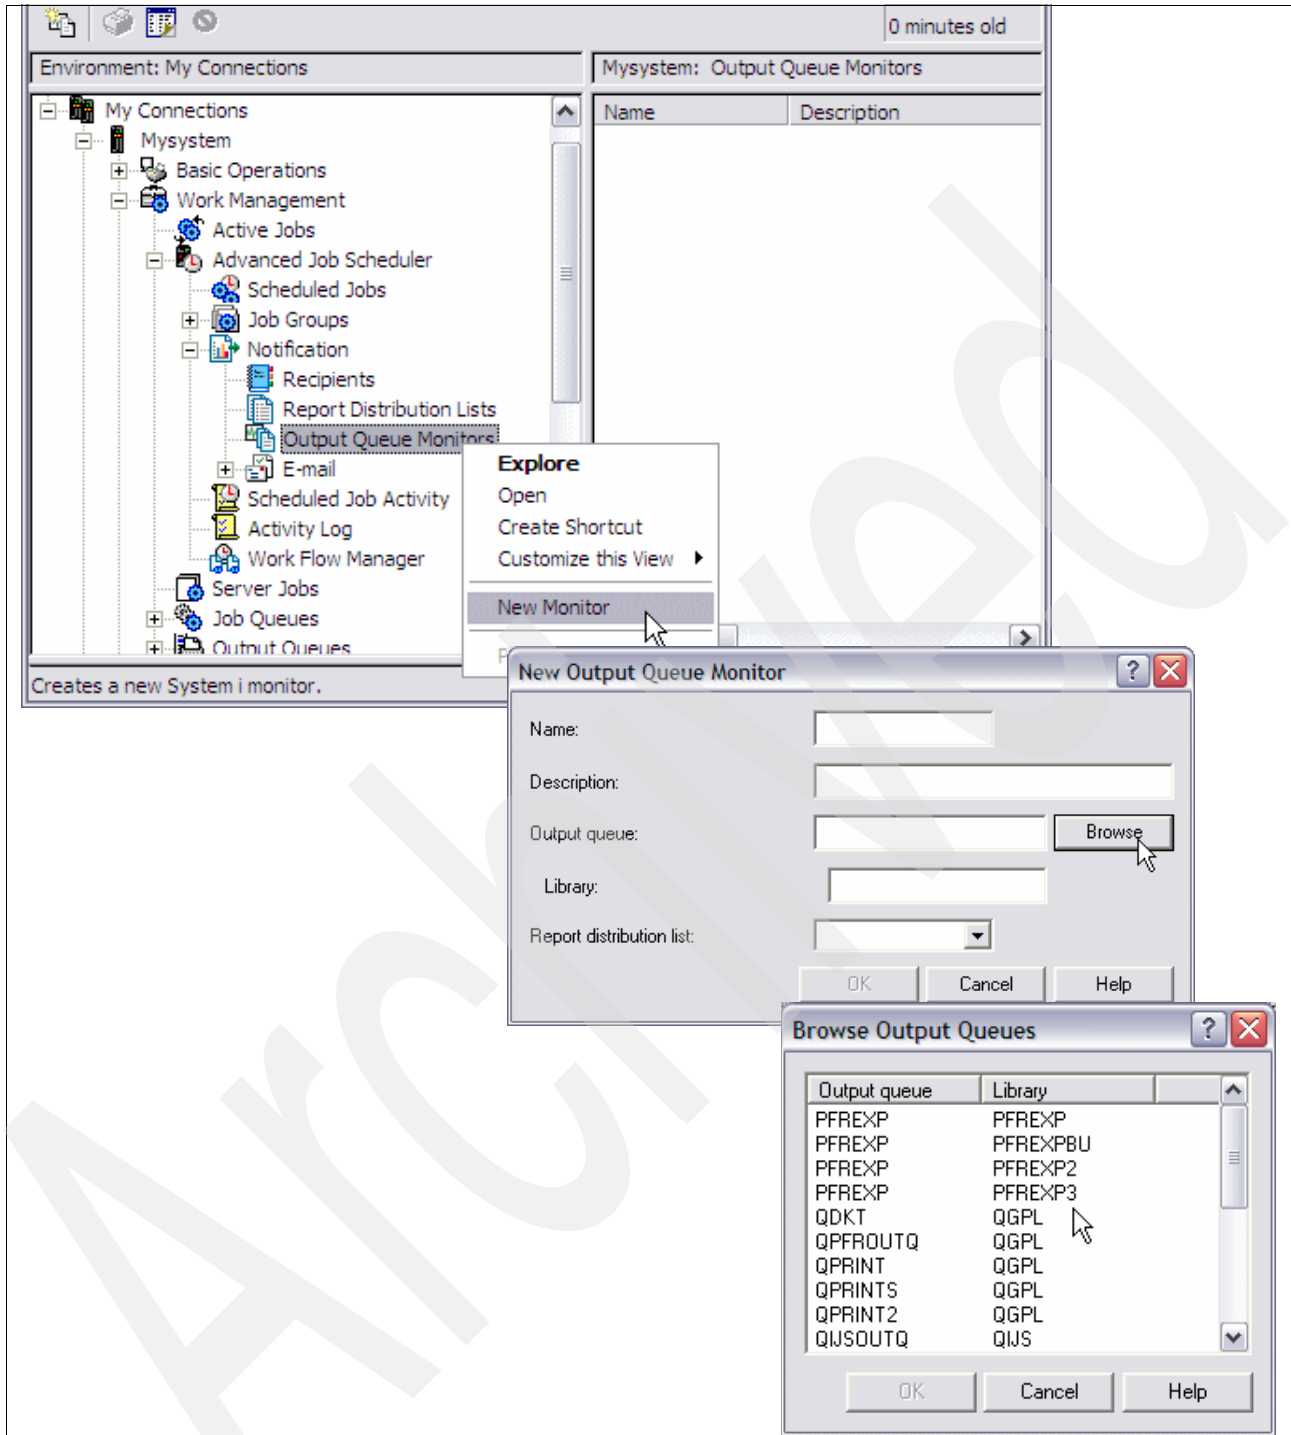 0 minutes old
Environment: My Connections
Mysystem: Output Queue Monitors
My Connections
Mysystem
Basic Operations
Work Management
Active Jobs
Advanced Job Scheduler
Scheduled Jobs
Job Groups
Notification
Recipients
Report Distribution Lists
Output Queue Monitors
E-mail
Scheduled Job Activity
Activity Log
Work Flow Manager
Server Jobs
Job Queues
Output Queues
Name Description
Explore
Open
Create Shortcut
Customize this View
New Monitor
Creates a new System i monitor.
New Output Queue Monitor
Name:
Description:
Output queue: Browse
Library:
Report distribution list:
OK Cancel Help
Browse Output Queues
Output queue Library
PFREXP PFREXP
PFREXP PFREXPBU
PFREXP PFREXP2
PFREXP PFREXP3
QDKT QGPL
QPFROUTQ QGPL
QPRINT QGPL
QPRINTS QGPL
QPRINT2 QGPL
QIJSOUTQ QIJS
OK Cancel Help
Archived